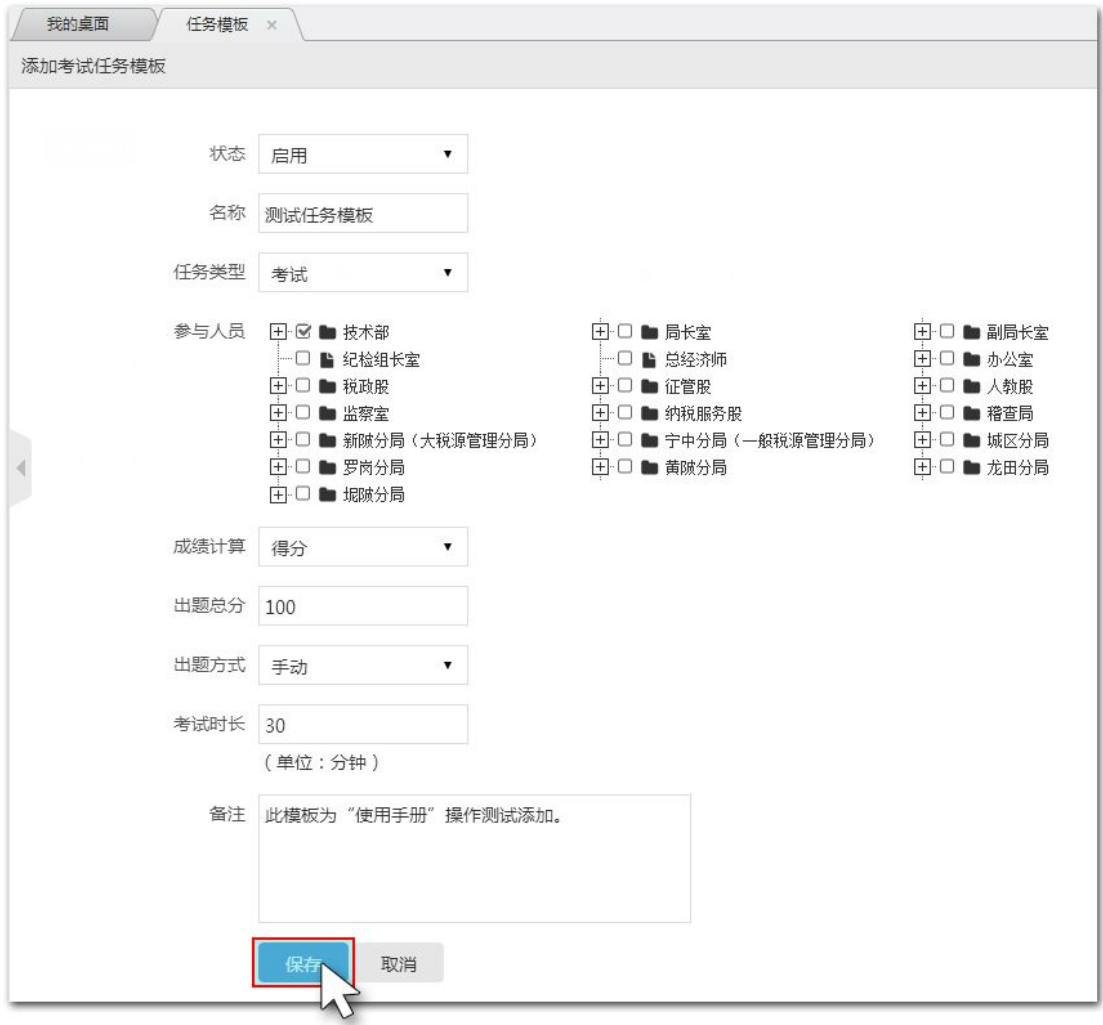 我的桌面 任务模板 ×
添加考试任务模板
状态 启用
名称 测试任务模板
任务类型 考试
参与人员 技术部 局长室 副局长室
纪检组长室 总经济师 办公室
税政股 征管股 人教股
监察室 纳税服务股 稽查局
新陂分局（大税源管理分局） 宁中分局（一般税源管理分局） 城区分局
罗岗分局 黄陂分局 龙田分局
坭陂分局
成绩计算 得分
出题总分 100
出题方式 手动
考试时长 30
（单位：分钟）
备注 此模板为“使用手册”操作测试添加。
保存 取消